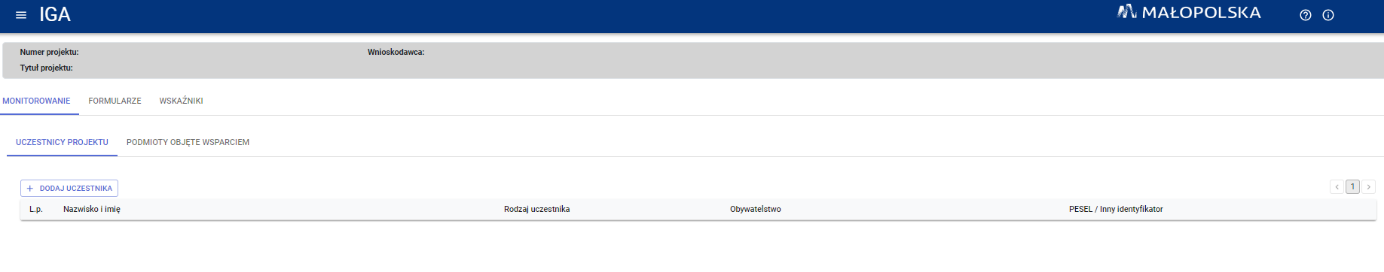 IGA MAŁOPOLSKA
Numer projektu: Wnioskodawca:
Tytuł projektu:
MONITOROWANIE FORMULARZE WSKAŹNIKI
UCZESTNICY PROJEKTU PODMIOTY OBJĘTE WSPARCIEM
+ DODAJ UCZESTNIKA < 1 >
L.p. Nazwisko i imię Rodzaj uczestnika Obywatelstwo PESEL / Inny identyfikator